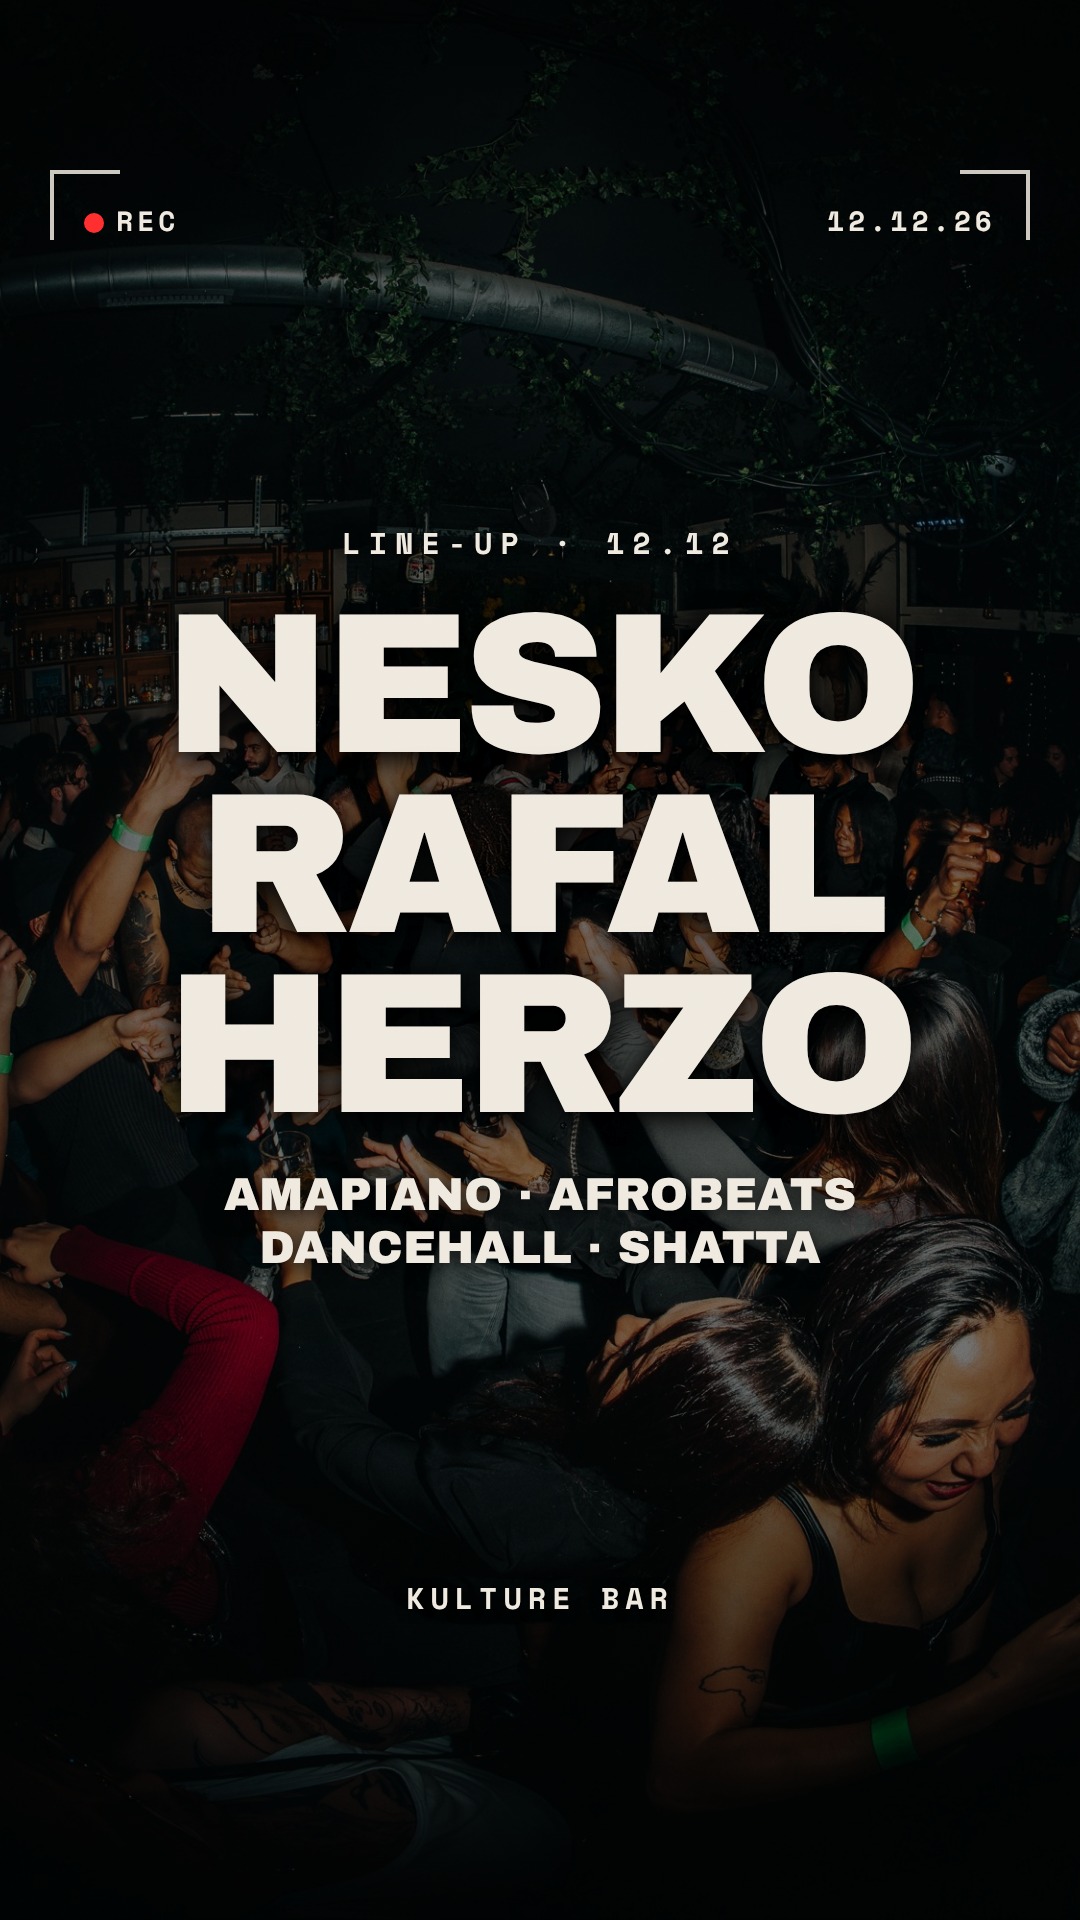 REC
12.12.26
LINE-UP · 12.12
NESKO
RAFAL
HERZO
AMAPIANO · AFROBEATS
DANCEHALL · SHATTA
KULTURE BAR